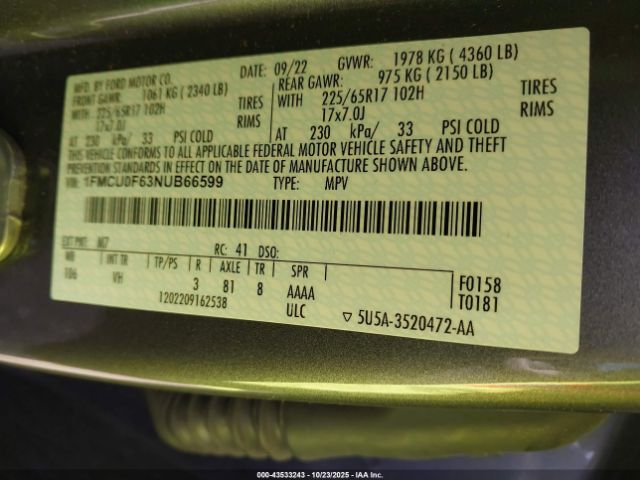 MFD. BY FORD MOTOR CO.
DATE: 09/22 GVWR: 1978 KG ( 4360 LB)
FRONT GAWR: 1061 KG ( 2340 LB) REAR GAWR: 975 KG ( 2150 LB)
WITH 225/65R17 102H TIRES WITH 225/65R17 102H TIRES
17x7.0J RIMS 17x7.0J RIMS
AT 230 kPa/ 33 PSI COLD AT 230 kPa/ 33 PSI COLD
THIS VEHICLE CONFORMS TO ALL APPLICABLE FEDERAL MOTOR VEHICLE SAFETY AND THEFT
PREVENTION STANDARDS IN EFFECT ON THE DATE OF MANUFACTURE SHOWN ABOVE.
VIN: 1FMCU0F63NUB66599 TYPE: MPV
EXT PNT: M7 RC: 41 DSO:
WB INT TR TP/PS R AXLE TR SPR
106 VH 3 81 8 AAAA F0158
1202209162538 ULC T0181
5U5A-3520472-AA
000-43533243 | 10/23/2025 | IAA Inc.